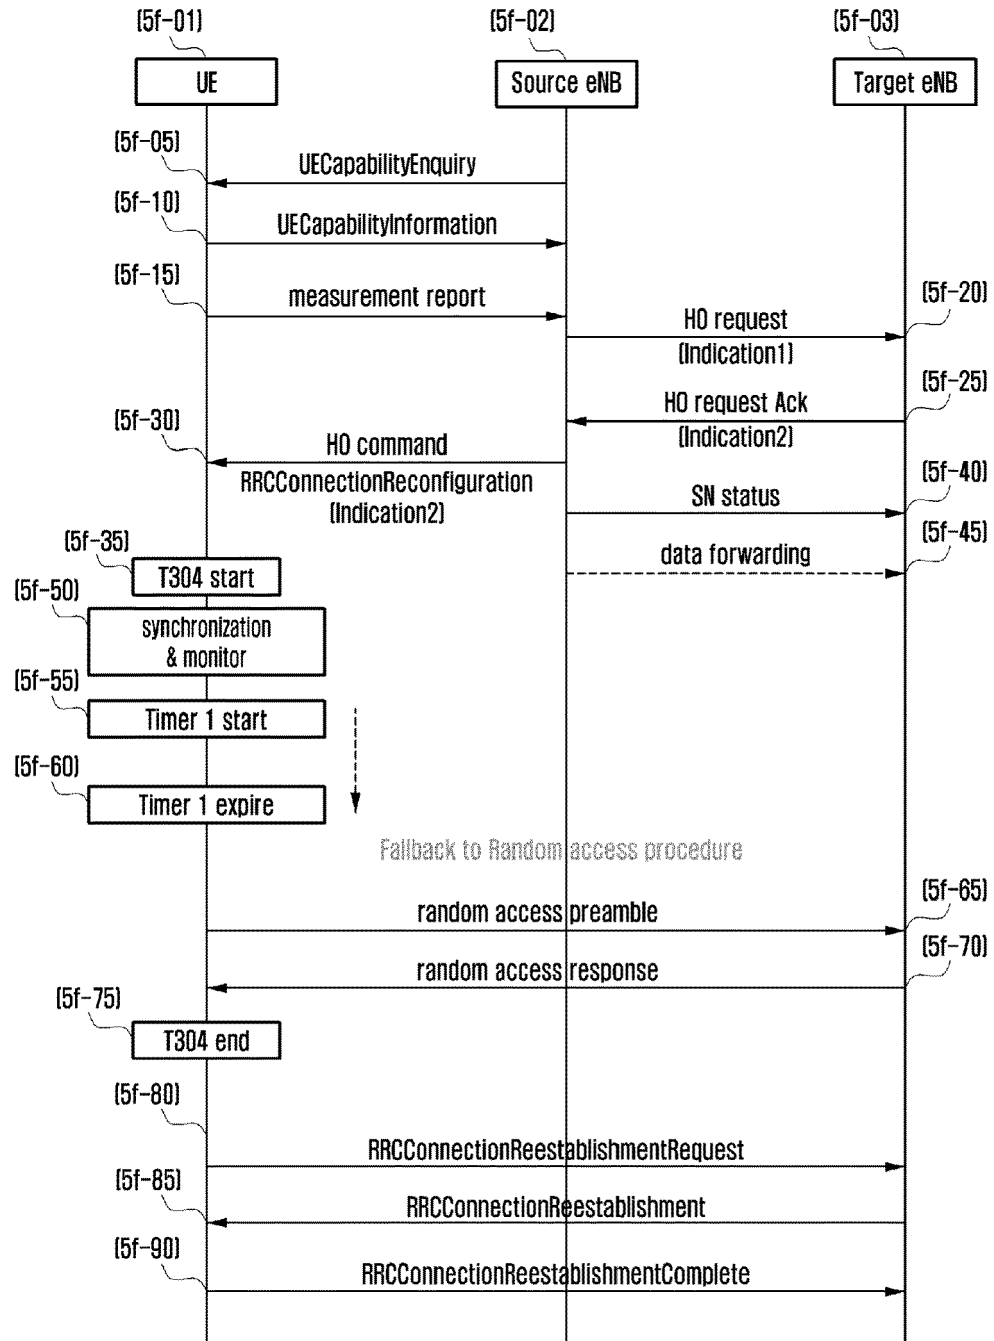 (5f-01)
(5f-02)
(5f-03)
UE
Source eNB
Target eNB
(5f-05)
UECapabilityEnquiry
(5f-10)
UECapabilityInformation
(5f-15)
measurement report
(5f-20)
HO request
(Indication1)
(5f-25)
HO request Ack
(Indication2)
(5f-30)
HO command
RRCConnectionReconfiguration
(Indication2)
(5f-40)
SN status
(5f-35)
T304 start
(5f-45)
data forwarding
(5f-50)
synchronization
& monitor
(5f-55)
Timer 1 start
(5f-60)
Timer 1 expire
Fallback to Random access procedure
(5f-65)
random access preamble
(5f-70)
random access response
(5f-75)
T304 end
(5f-80)
RRCConnectionReestablishmentRequest
(5f-85)
RRCConnectionReestablishment
(5f-90)
RRCConnectionReestablishmentComplete